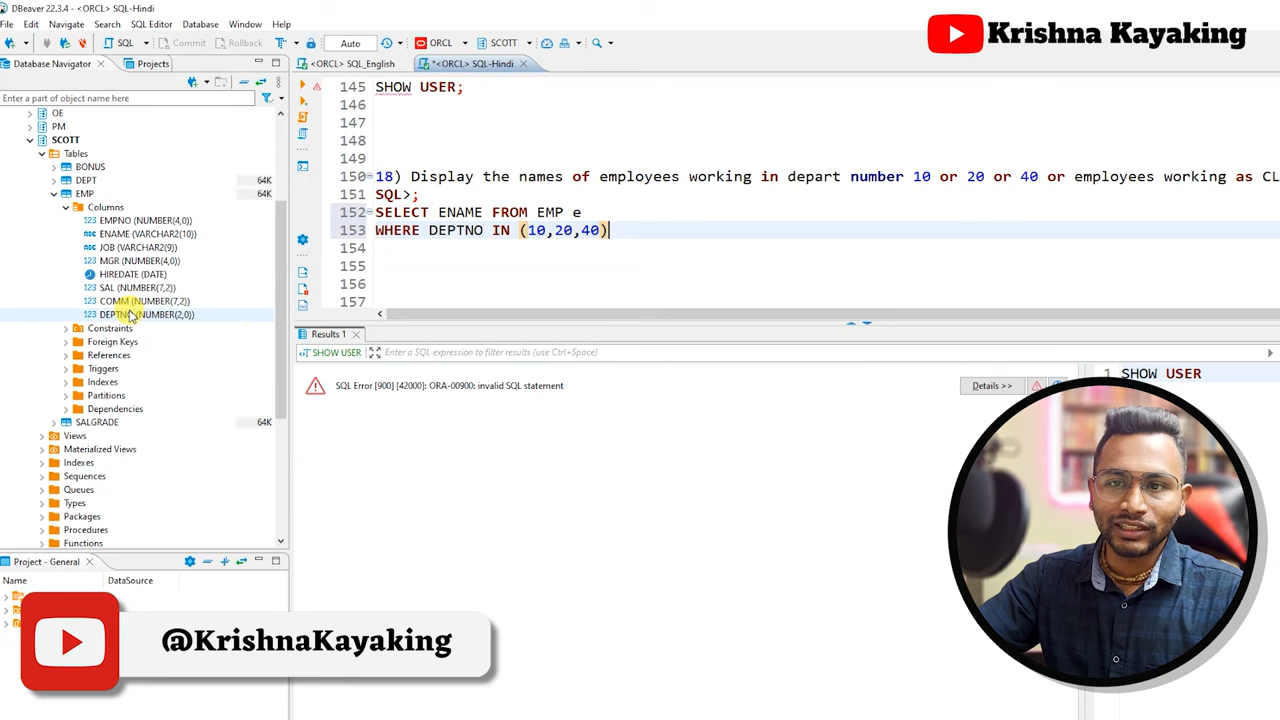 DBeaver 22.3.4 - <ORCL> SQL-Hindi
File Edit Navigate Search SQL Editor Database Window Help
SQL Commit Rollback Auto ORCL SCOTT
Krishna Kayaking
Database Navigator Projects
<ORCL> SQL_English *<ORCL> SQL-Hindi
Enter a part of object name here
OE
PM
SCOTT
Tables
BONUS
DEPT 64K
EMP 64K
Columns
123 EMPNO (NUMBER(4,0))
ABC ENAME (VARCHAR2(10))
ABC JOB (VARCHAR2(9))
123 MGR (NUMBER(4,0))
HIREDATE (DATE)
123 SAL (NUMBER(7,2))
123 COMM (NUMBER(7,2))
123 DEPTNO (NUMBER(2,0))
Constraints
Foreign Keys
References
Triggers
Indexes
Partitions
Dependencies
SALGRADE 64K
Views
Materialized Views
Indexes
Sequences
Queues
Types
Packages
Procedures
Functions
Project - General
Name DataSource
145 SHOW USER;
146
147
148
149
150 18) Display the names of employees working in depart number 10 or 20 or 40 or employees working as CL
151 SQL>;
152 SELECT ENAME FROM EMP e
153 WHERE DEPTNO IN (10,20,40)
154
155
156
157
Results 1
SHOW USER Enter a SQL expression to filter results (use Ctrl+Space)
SQL Error [900] [42000]: ORA-00900: invalid SQL statement
Details >>
1 SHOW USER
@KrishnaKayaking